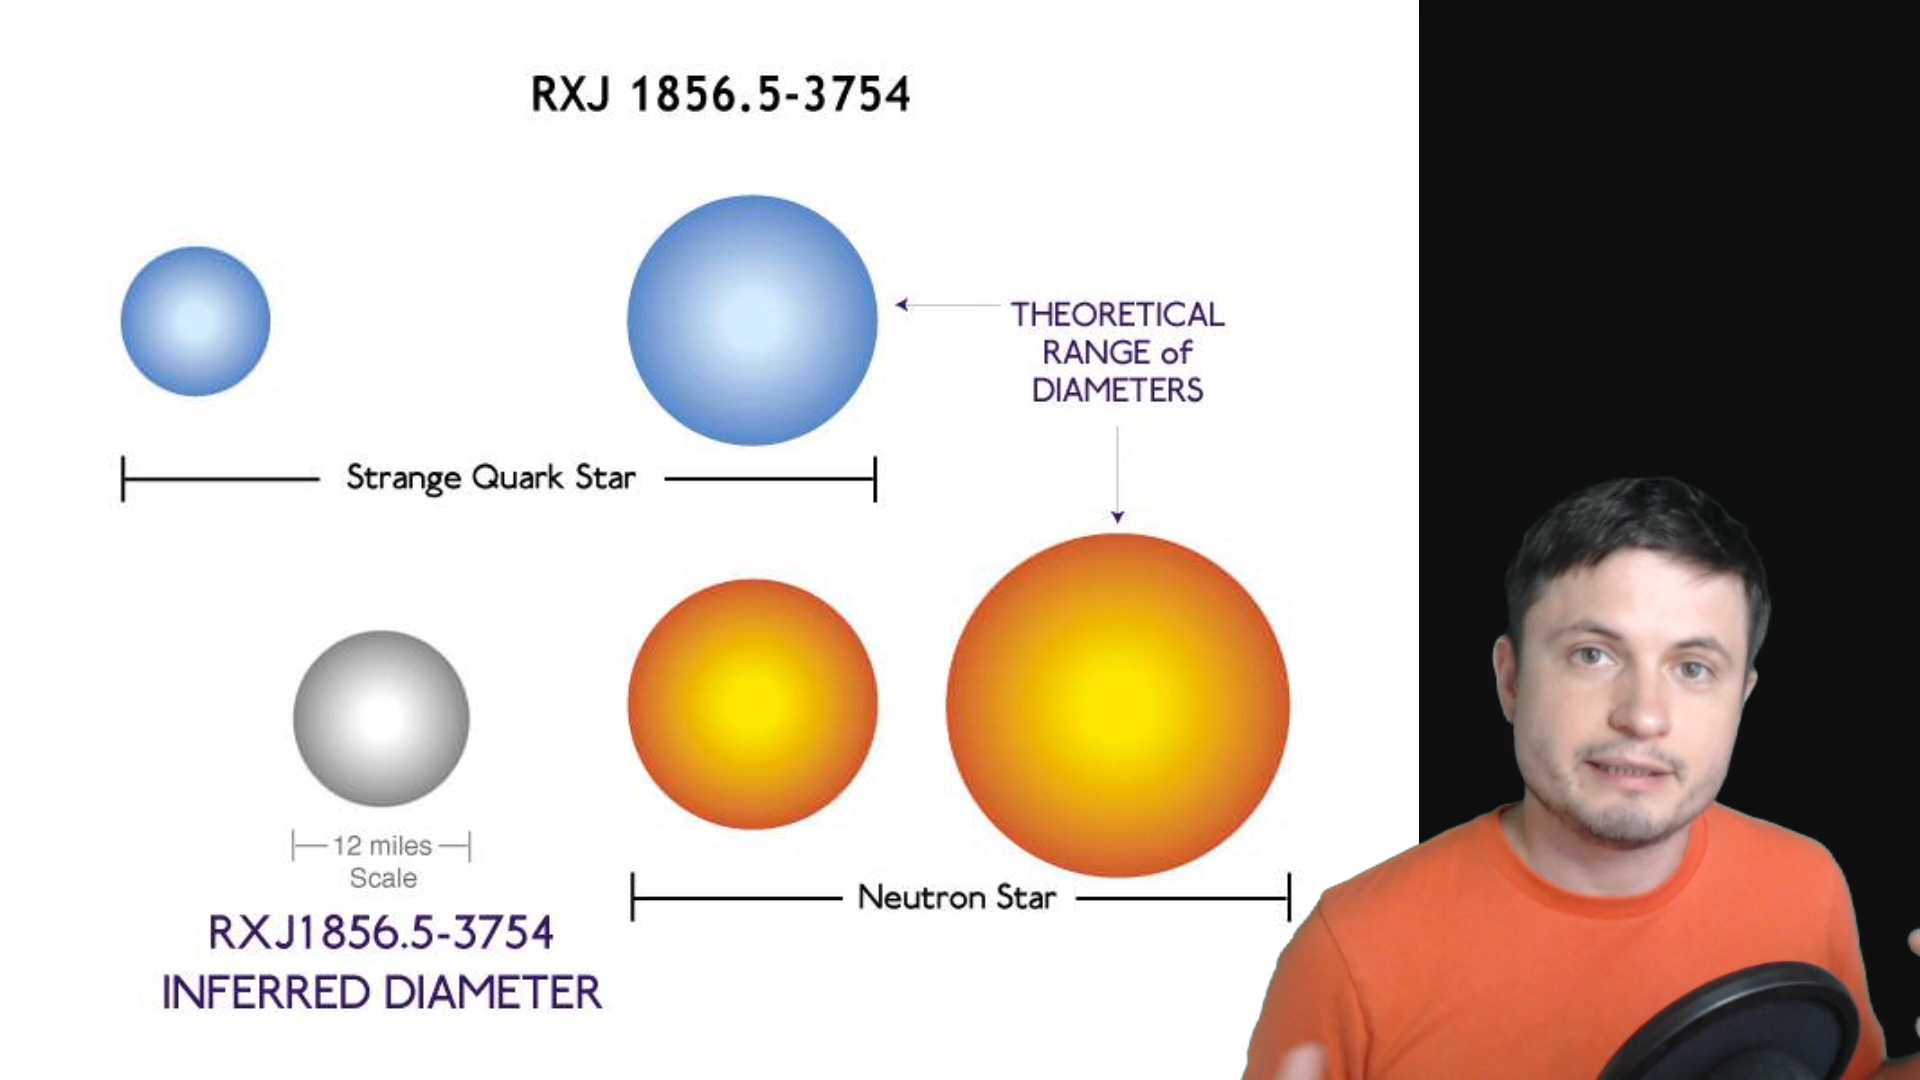 RXJ 1856.5-3754
THEORETICAL
RANGE of
DIAMETERS
Strange Quark Star
12 miles
Scale
Neutron Star
RXJ1856.5-3754
INFERRED DIAMETER